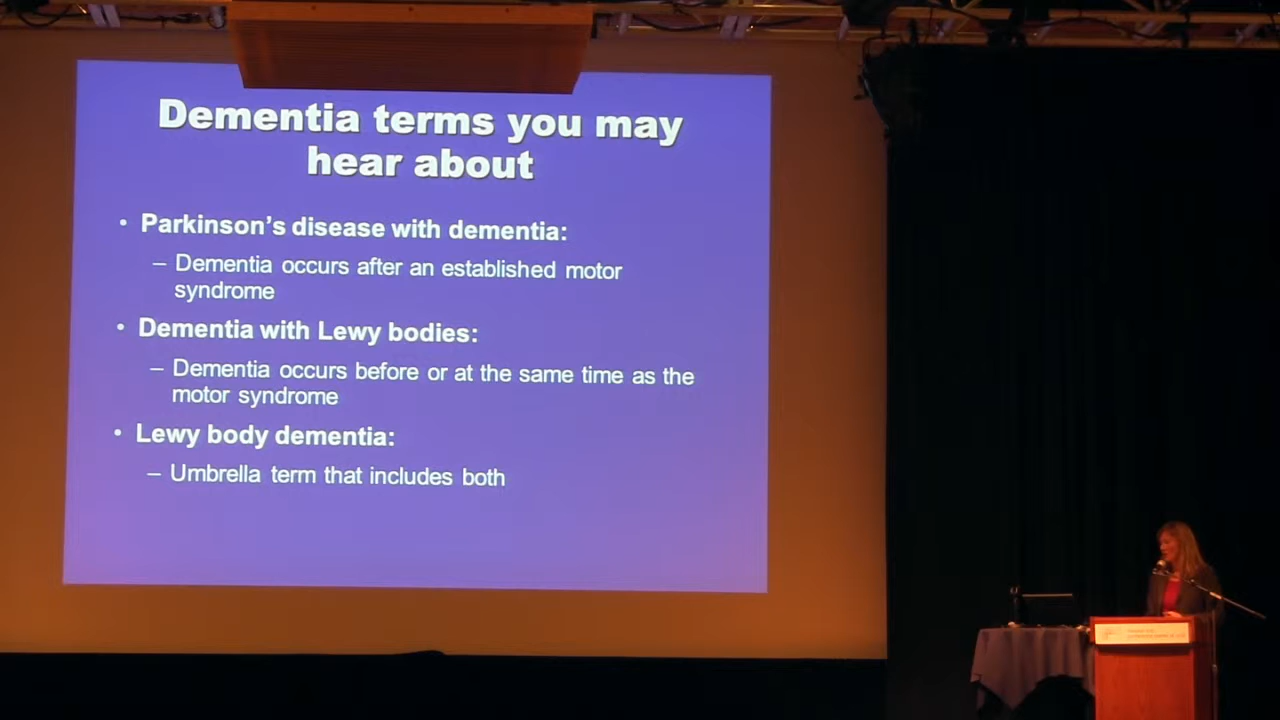 Dementia terms you may
hear about
• Parkinson's disease with dementia:
– Dementia occurs after an established motor
syndrome
• Dementia with Lewy bodies:
– Dementia occurs before or at the same time as the
motor syndrome
• Lewy body dementia:
– Umbrella term that includes both